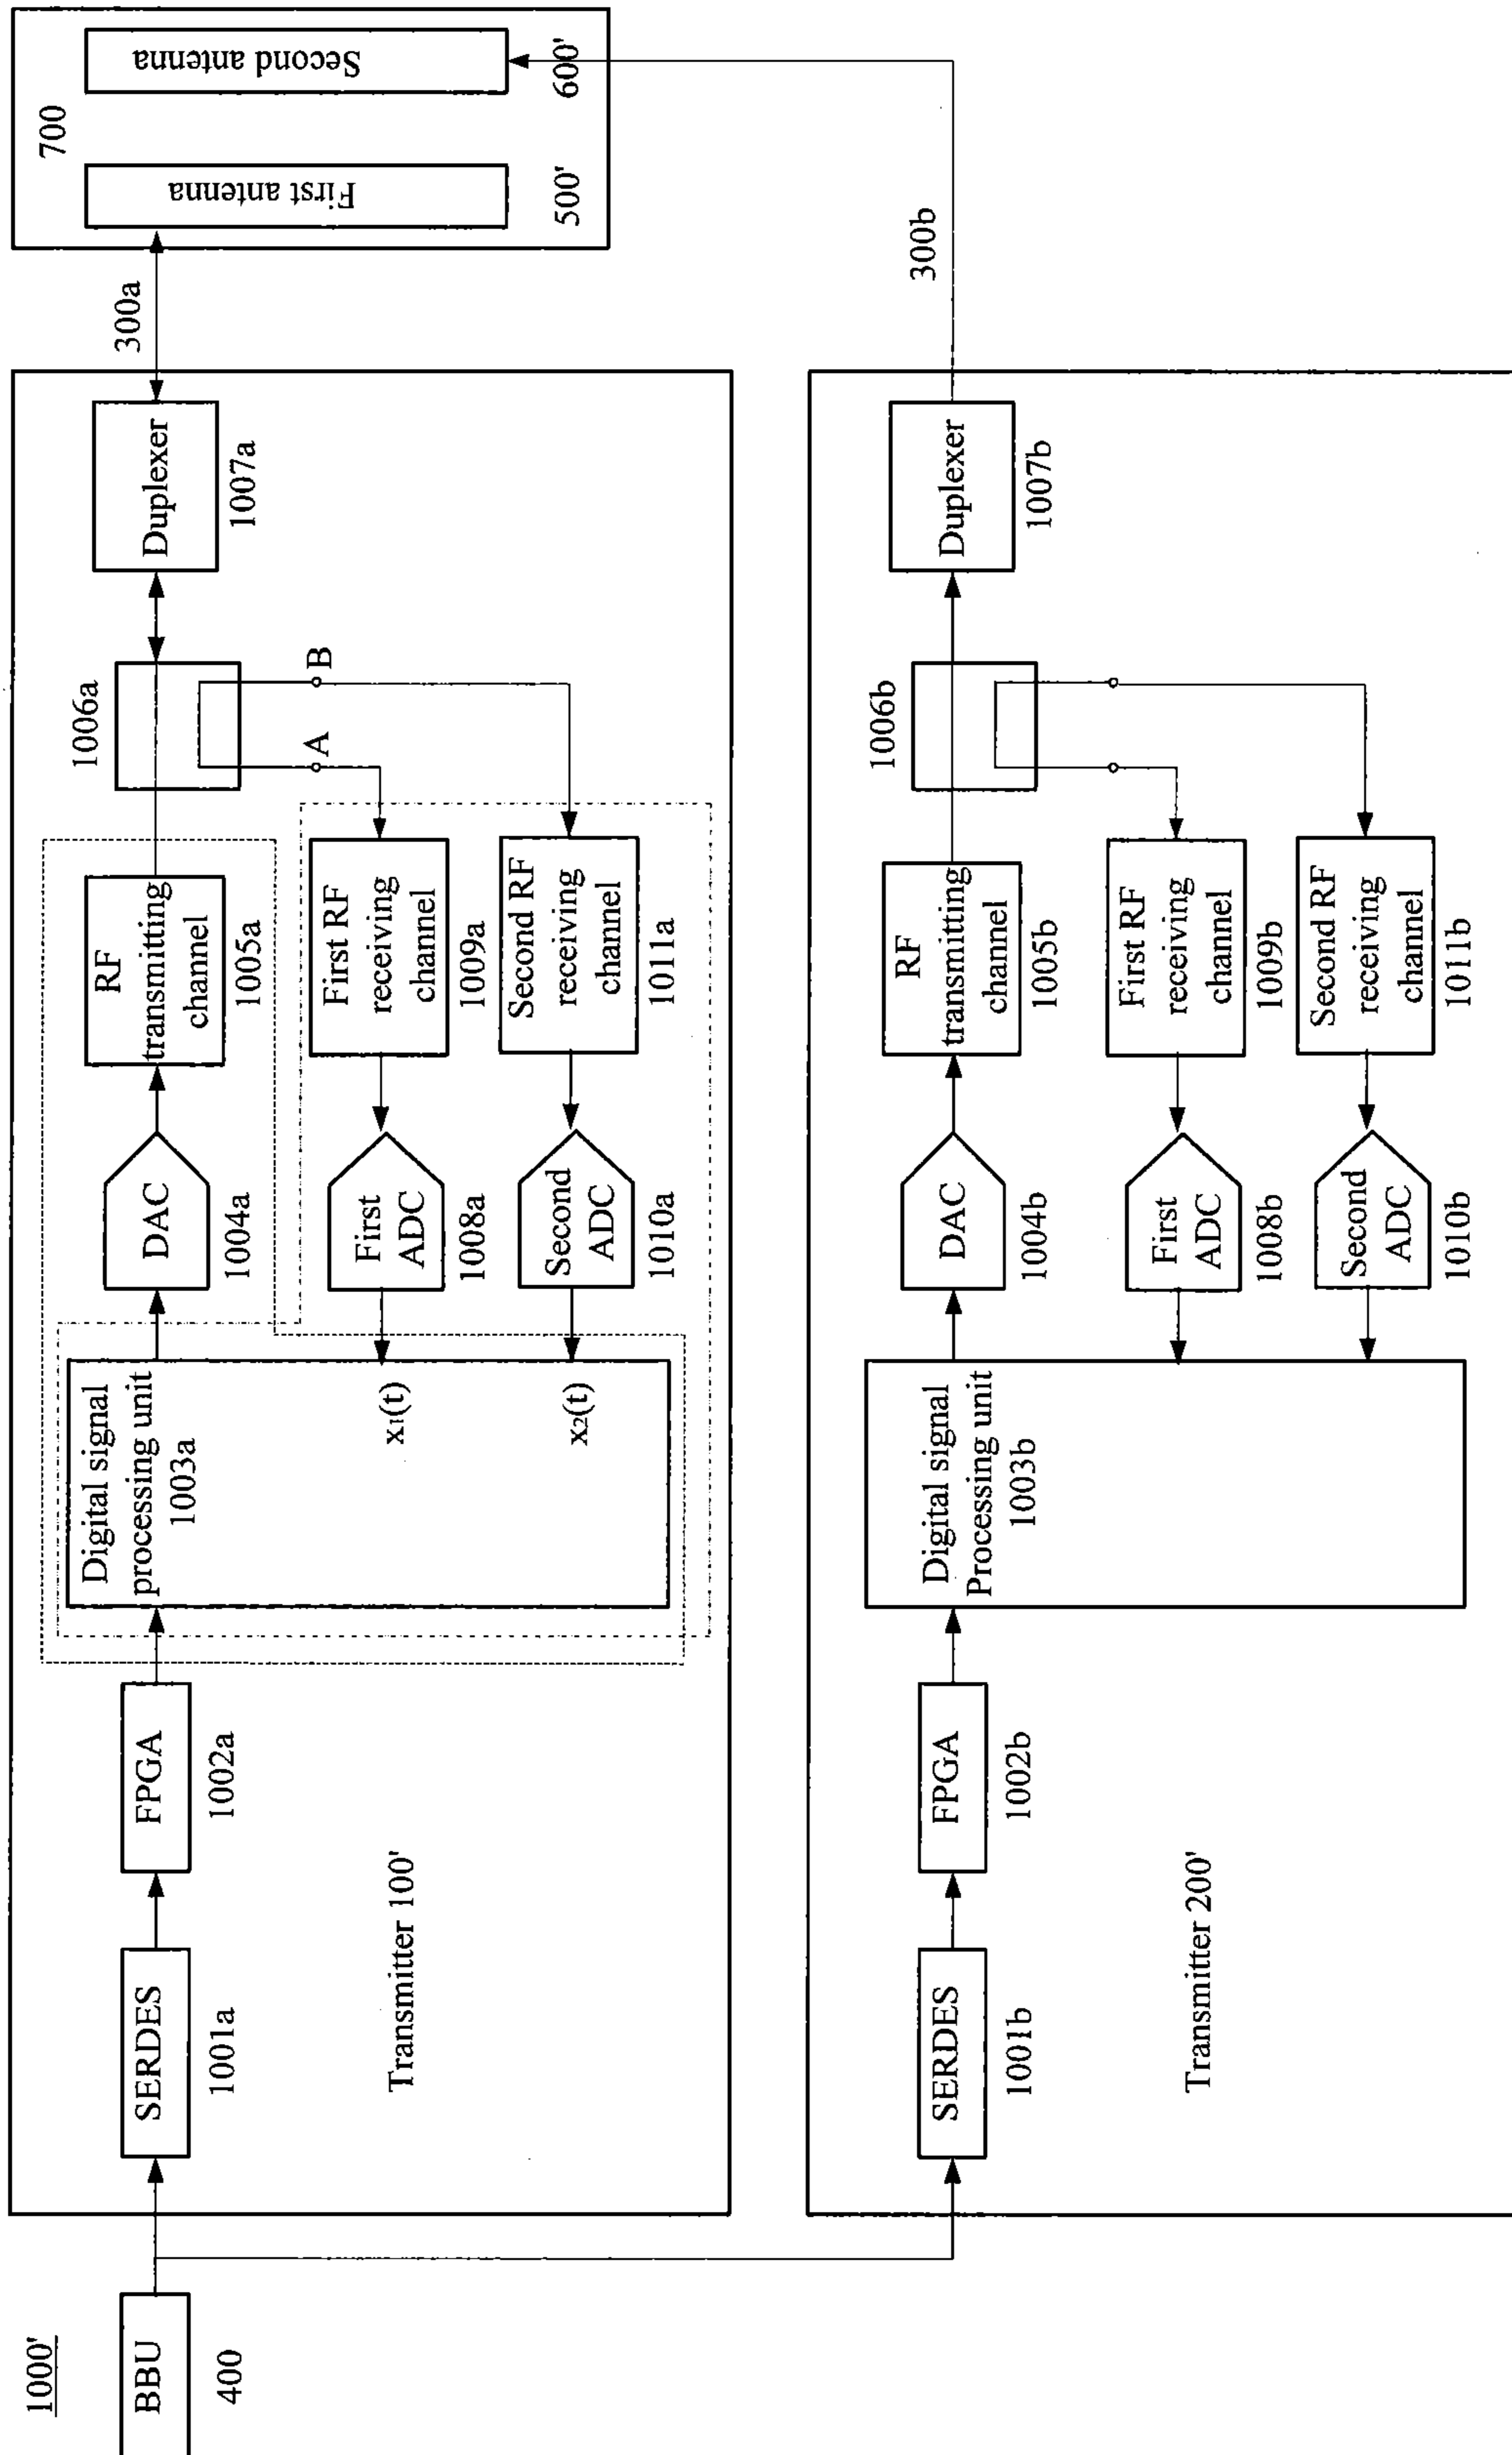 1000'
BBU
400
SERDES
1001a
FPGA
1002a
Digital signal
processing unit
1003a
x₁(t)
x₂(t)
DAC
1004a
First
ADC
1008a
Second
ADC
1010a
RF
transmitting
channel
1005a
First RF
receiving
channel
1009a
Second RF
receiving
channel
1011a
1006a
A
B
Duplexer
1007a
300a
700
First antenna
500'
Second antenna
600'
Transmitter 100'
SERDES
1001b
FPGA
1002b
Digital signal
Processing unit
1003b
DAC
1004b
First
ADC
1008b
Second
ADC
1010b
RF
transmitting
channel
1005b
First RF
receiving
channel
1009b
Second RF
receiving
channel
1011b
1006b
Duplexer
1007b
300b
Transmitter 200'